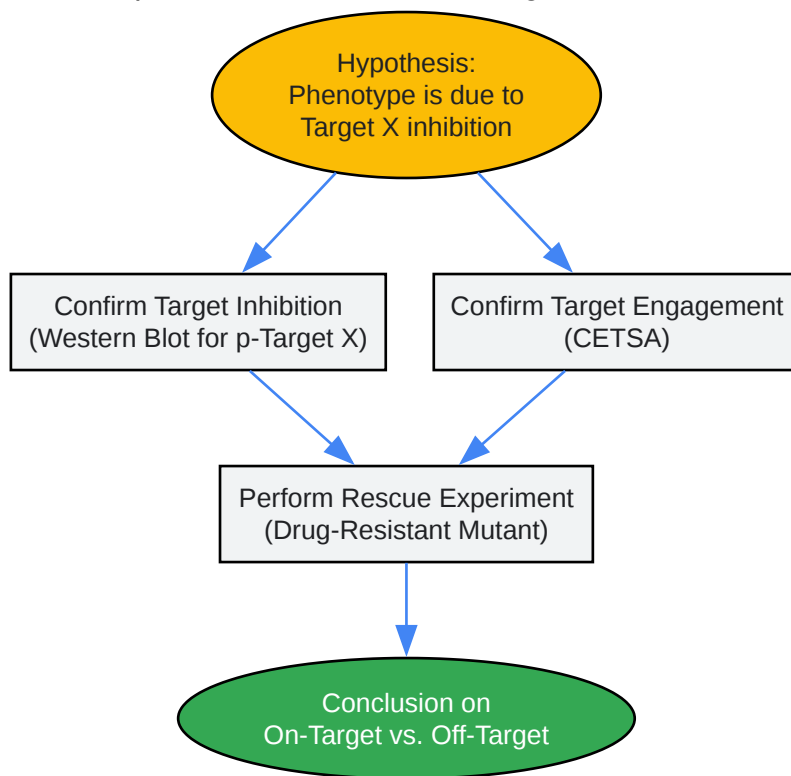 Hypothesis:
Phenotype is due to
Target X inhibition
Confirm Target Inhibition
(Western Blot for p-Target X)
Confirm Target Engagement
(CETSA)
Perform Rescue Experiment
(Drug-Resistant Mutant)
Conclusion on
On-Target vs. Off-Target